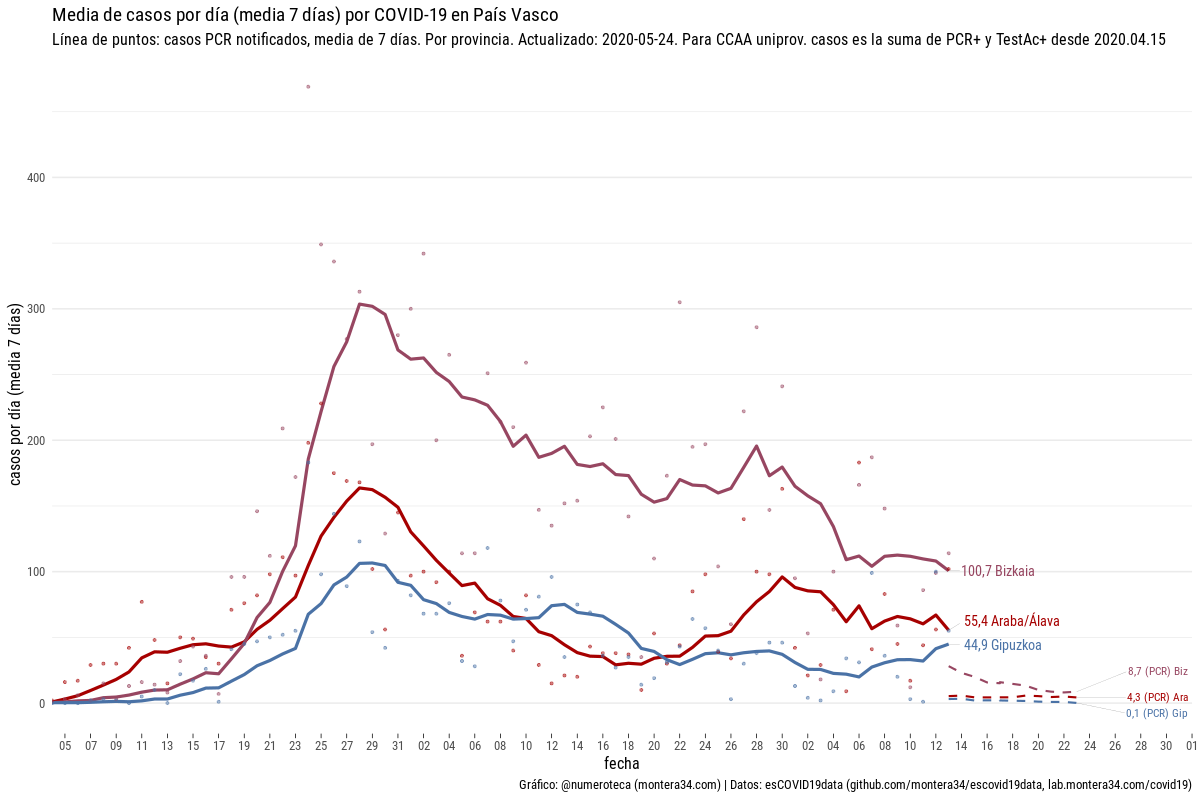 Media de casos por día (media 7 días) por COVID-19 en País Vasco
Línea de puntos: casos PCR notificados, media de 7 días. Por provincia. Actualizado: 2020-05-24. Para CCAA uniprov. casos es la suma de PCR+ y TestAc+ desde 2020.04.15
casos por día (media 7 días)
400
300
200
100
0
100,7 Bizkaia
55,4 Araba/Álava
44,9 Gipuzkoa
8,7 (PCR) Biz
4,3 (PCR) Ara
0,1 (PCR) Gip
05 07 09 11 13 15 17 19 21 23 25 27 29 31 02 04 06 08 10 12 14 16 18 20 22 24 26 28 30 02 04 06 08 10 12 14 16 18 20 22 24 26 28 30 01
fecha
Gráfico: @numeroteca (montera34.com) | Datos: esCOVID19data (github.com/montera34/escovid19data, lab.montera34.com/covid19)